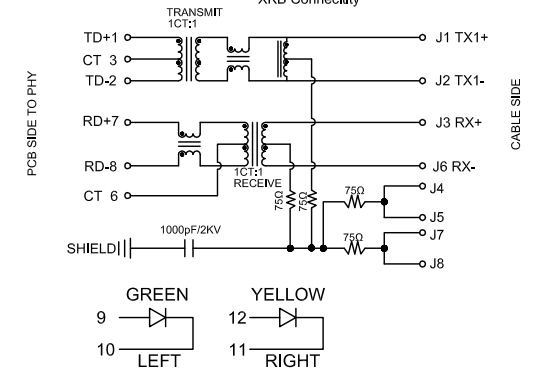 XRB Connectity
TRANSMIT
1CT:1
TD+1
J1 TX1+
CT 3
TD-2
J2 TX1-
PCB SIDE TO PHY
CABLE SIDE
RD+7
J3 RX+
RD-8
J6 RX-
1CT:1
RECEIVE
CT 6
75Ω
75Ω
75Ω
J4
J5
1000pF/2KV
75Ω
J7
SHIELD
J8
GREEN
YELLOW
9
12
10
11
LEFT
RIGHT